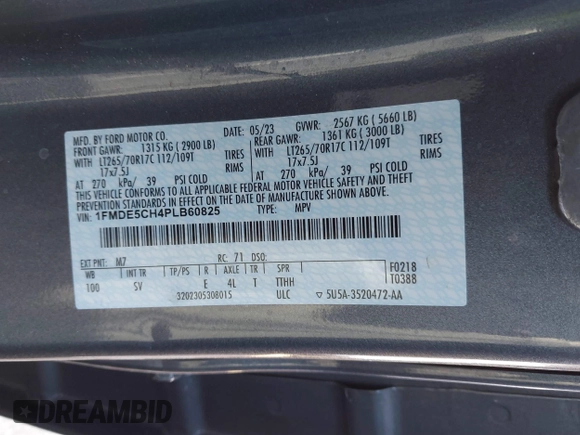 MFD. BY FORD MOTOR CO. DATE: 05/23 GVWR: 2567 KG ( 5660 LB)
FRONT GAWR: 1315 KG ( 2900 LB) REAR GAWR: 1361 KG ( 3000 LB)
WITH LT265/70R17C 112/109T TIRES WITH LT265/70R17C 112/109T TIRES
17x7.5J 17x7.5J
AT 270 kPa/ 39 PSI COLD AT 270 kPa/ 39 PSI COLD
THIS VEHICLE CONFORMS TO ALL APPLICABLE FEDERAL MOTOR VEHICLE SAFETY
STANDARDS IN EFFECT ON THE DATE OF MANUFACTURE SHOWN ABOVE.
VIN: 1FMDE5CH4PLB60825 TYPE: MPV
EXT PNT: M7 RC: 71 DSO: F0218
WB INT TR TP/PS R AXLE TR SPR T0388
100 SV E 4L T TTHH
3202305308015 ULC ▽ 5U5A-3520472-AA
DREAMBID